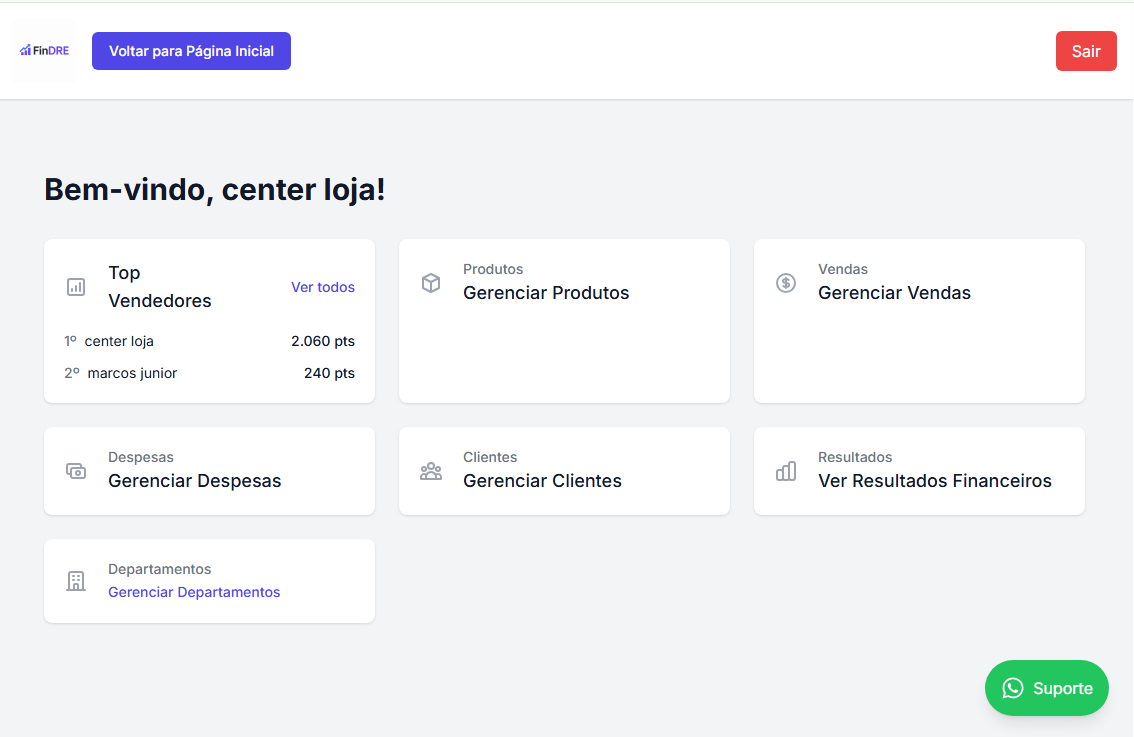 FinDRE
Voltar para Página Inicial
Sair
Bem-vindo, center loja!
Top
Vendedores
Ver todos
1º center loja 2.060 pts
2º marcos junior 240 pts
Produtos
Gerenciar Produtos
Vendas
Gerenciar Vendas
Despesas
Gerenciar Despesas
Clientes
Gerenciar Clientes
Resultados
Ver Resultados Financeiros
Departamentos
Gerenciar Departamentos
Suporte